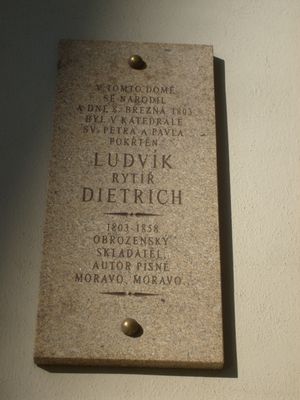 V TOMTO DOMĚ
SE NARODIL
A DNE 8. BŘEZNA 1803
BYL V KATEDRÁLE
SV. PETRA A PAVLA
POKŘTĚN
LUDVÍK
RYTÍŘ
DIETRICH
1803-1858
OBROZENSKÝ
SKLADATEL,
AUTOR PÍSNĚ
MORAVO, MORAVO...